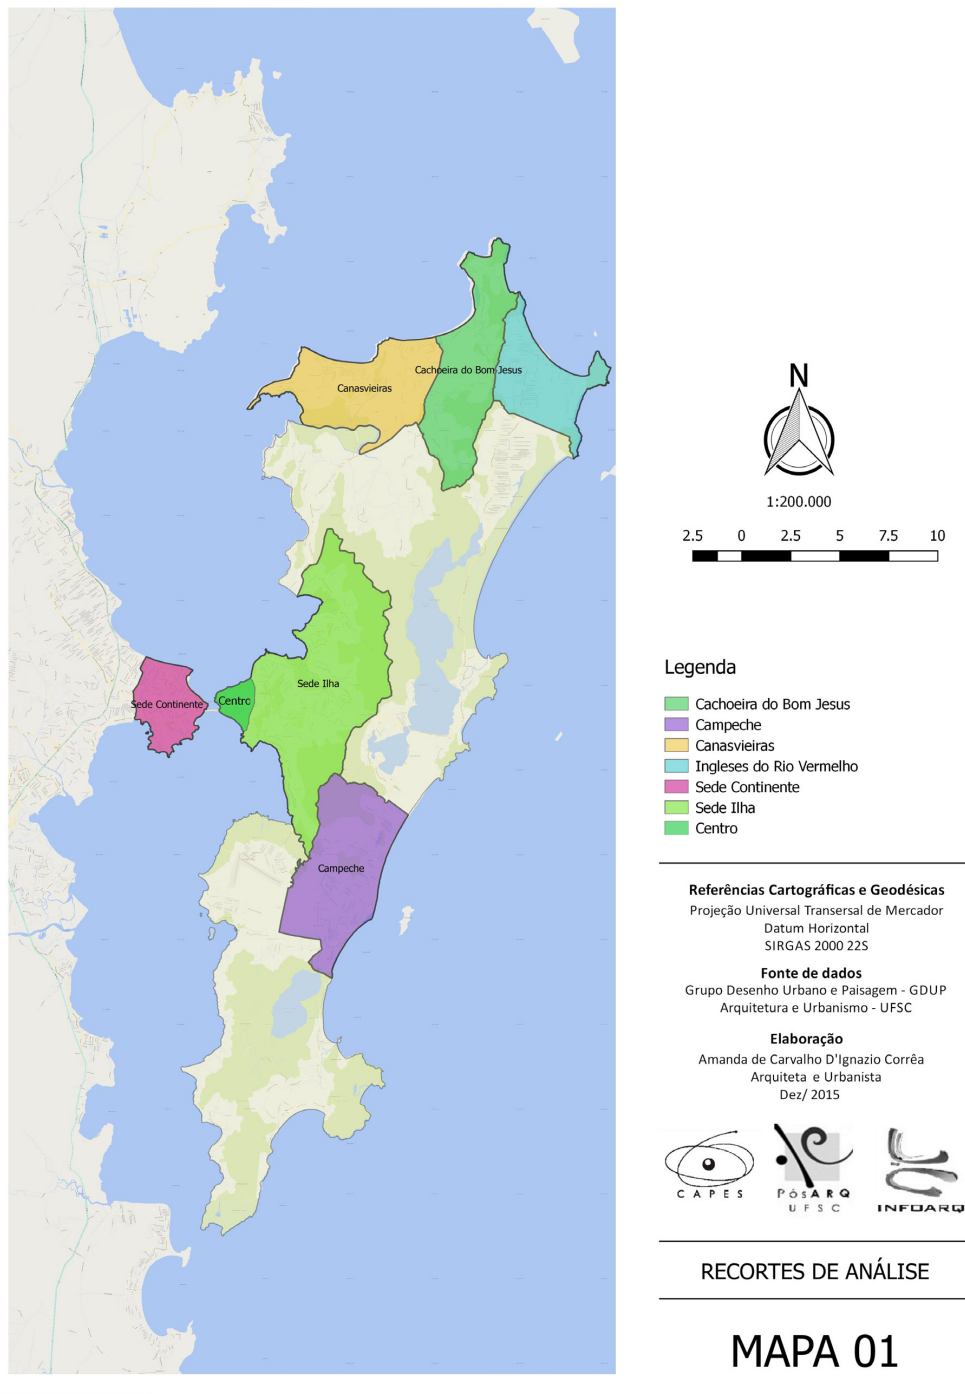 Cachoeira do Bom Jesus
Canasvieiras
Sede Ilha
Centro
Sede Continente
Campeche
N
1:200.000
2.5 0 2.5 5 7.5 10
Legenda
Cachoeira do Bom Jesus
Campeche
Canasvieiras
Ingleses do Rio Vermelho
Sede Continente
Sede Ilha
Centro
Referências Cartográficas e Geodésicas
Projeção Universal Transersal de Mercador
Datum Horizontal
SIRGAS 2000 22S
Fonte de dados
Grupo Desenho Urbano e Paisagem - GDUP
Arquitetura e Urbanismo - UFSC
Elaboração
Amanda de Carvalho D'Ignazio Corrêa
Arquiteta e Urbanista
Dez/ 2015
CAPES
PósARQ
UFSC
INFOARQ
RECORTES DE ANÁLISE
MAPA 01